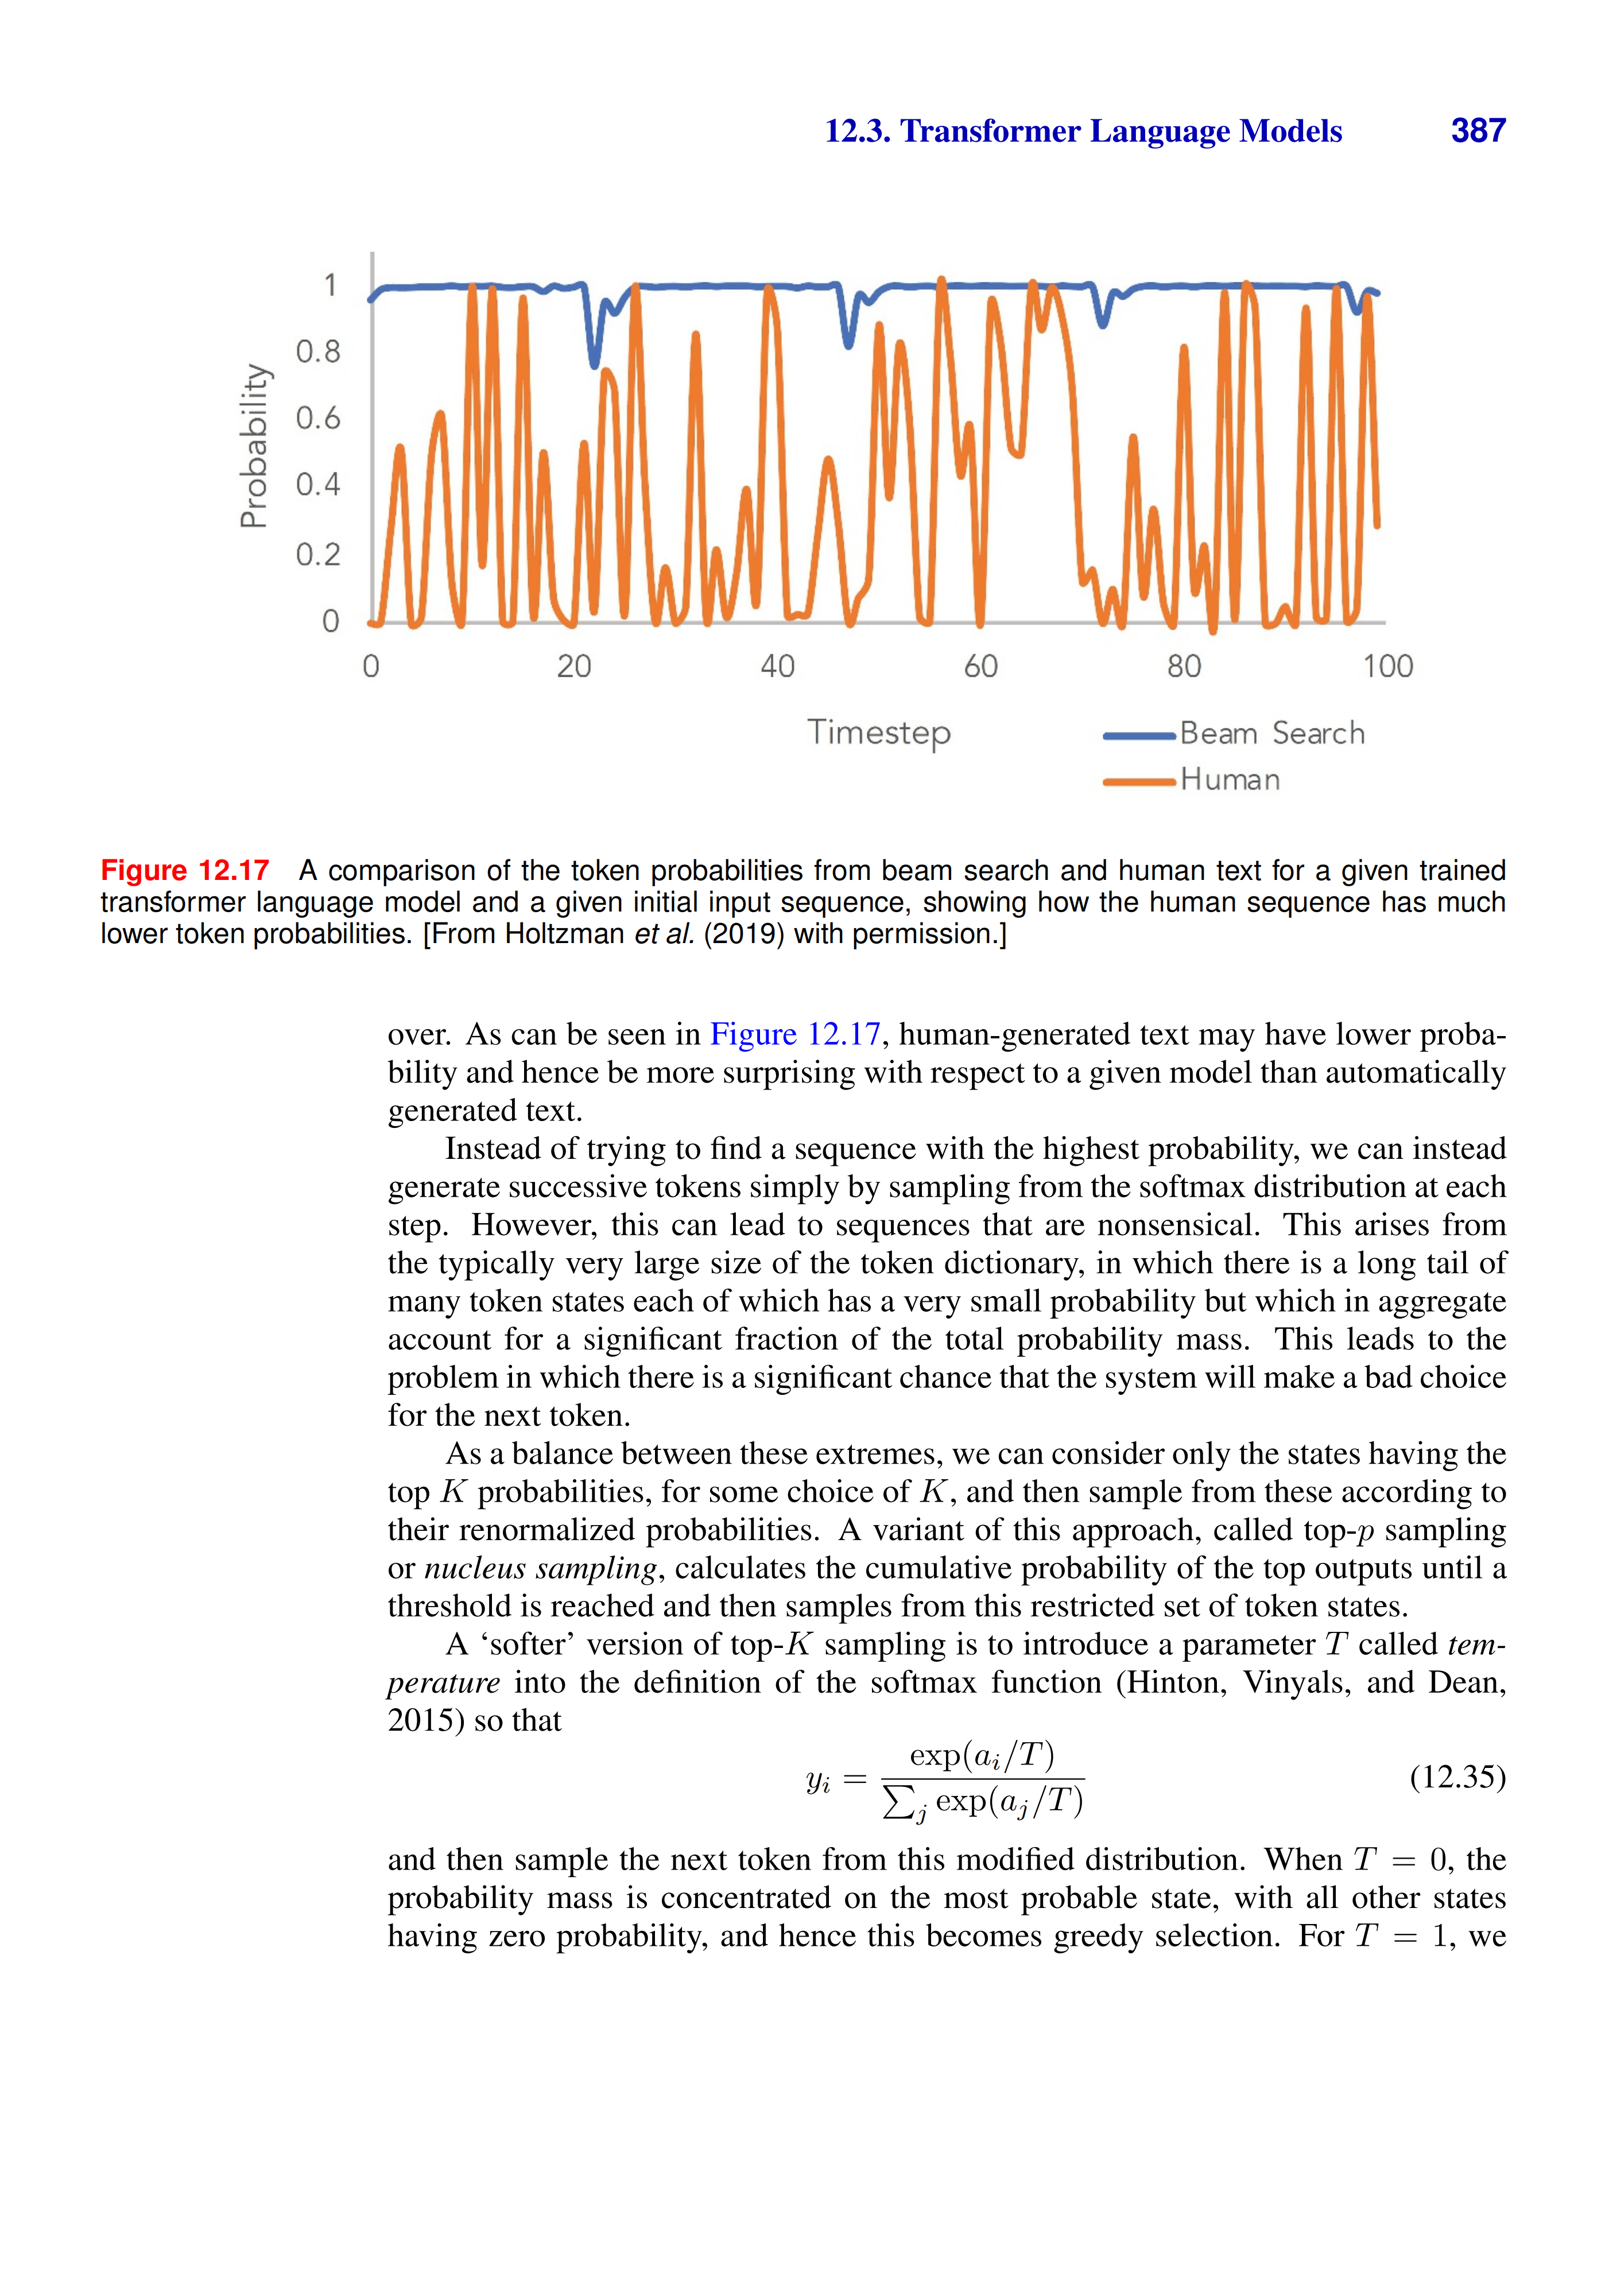 12.3. Transformer Language Models 387
1
0.8
0.6
0.4
0.2
0
Probability
0 20 40 60 80 100
Timestep
Beam Search
Human
Figure 12.17 A comparison of the token probabilities from beam search and human text for a given trained
transformer language model and a given initial input sequence, showing how the human sequence has much
lower token probabilities. [From Holtzman et al. (2019) with permission.]
over. As can be seen in Figure 12.17, human-generated text may have lower proba-
bility and hence be more surprising with respect to a given model than automatically
generated text.
Instead of trying to find a sequence with the highest probability, we can instead
generate successive tokens simply by sampling from the softmax distribution at each
step. However, this can lead to sequences that are nonsensical. This arises from
the typically very large size of the token dictionary, in which there is a long tail of
many token states each of which has a very small probability but which in aggregate
account for a significant fraction of the total probability mass. This leads to the
problem in which there is a significant chance that the system will make a bad choice
for the next token.
As a balance between these extremes, we can consider only the states having the
top K probabilities, for some choice of K, and then sample from these according to
their renormalized probabilities. A variant of this approach, called top-p sampling
or nucleus sampling, calculates the cumulative probability of the top outputs until a
threshold is reached and then samples from this restricted set of token states.
A ‘softer’ version of top-K sampling is to introduce a parameter T called tem-
perature into the definition of the softmax function (Hinton, Vinyals, and Dean,
2015) so that
y_i = exp(a_i/T) / ∑_j exp(a_j/T) (12.35)
and then sample the next token from this modified distribution. When T = 0, the
probability mass is concentrated on the most probable state, with all other states
having zero probability, and hence this becomes greedy selection. For T = 1, we